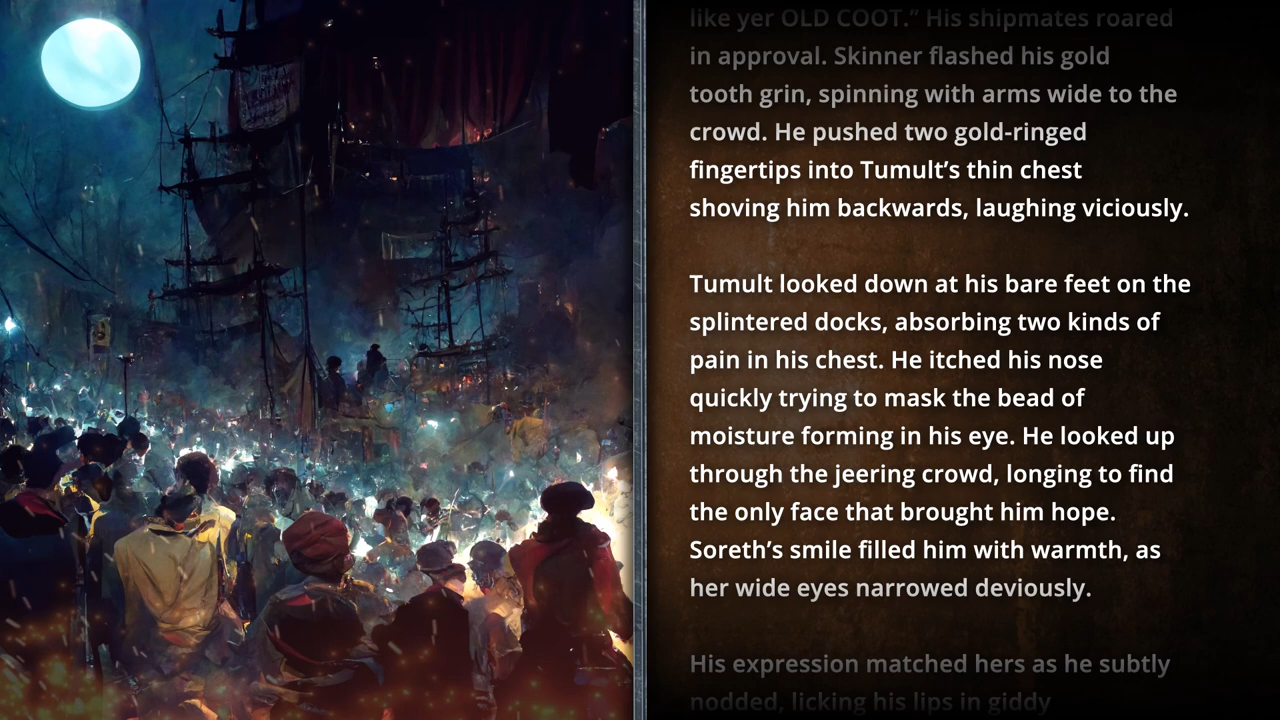 like yer OLD COOT.” His shipmates roared
in approval. Skinner flashed his gold
tooth grin, spinning with arms wide to the
crowd. He pushed two gold-ringed
fingertips into Tumult’s thin chest
shoving him backwards, laughing viciously.
Tumult looked down at his bare feet on the
splintered docks, absorbing two kinds of
pain in his chest. He itched his nose
quickly trying to mask the bead of
moisture forming in his eye. He looked up
through the jeering crowd, longing to find
the only face that brought him hope.
Soreth’s smile filled him with warmth, as
her wide eyes narrowed deviously.
His expression matched hers as he subtly
nodded, licking his lips in giddy